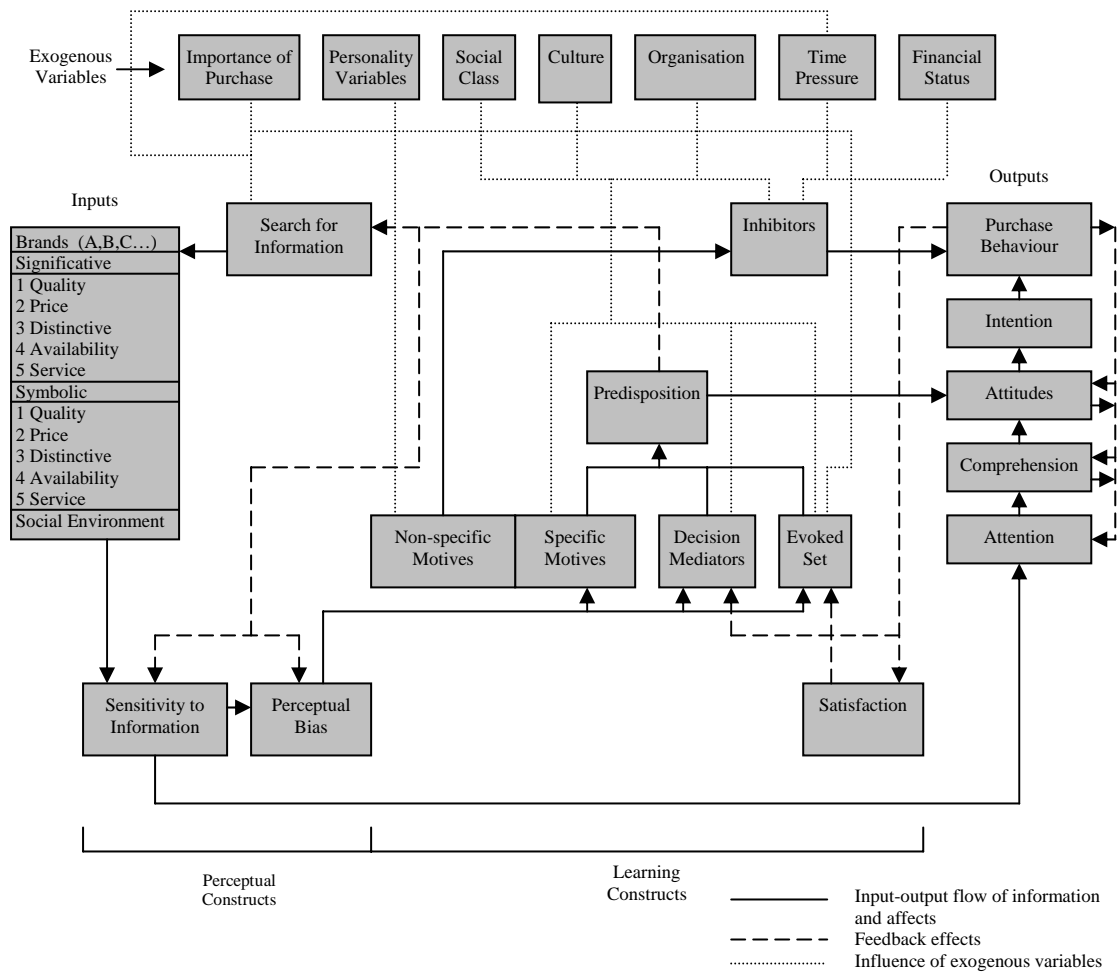 Exogenous
Variables
Importance of
Purchase
Personality
Variables
Social
Class
Culture
Organisation
Time
Pressure
Financial
Status
Inputs
Outputs
Brands (A,B,C…)
Significative
1 Quality
2 Price
3 Distinctive
4 Availability
5 Service
Symbolic
1 Quality
2 Price
3 Distinctive
4 Availability
5 Service
Social Environment
Search for
Information
Inhibitors
Purchase
Behaviour
Intention
Predisposition
Attitudes
Comprehension
Non-specific
Motives
Specific
Motives
Decision
Mediators
Evoked
Set
Attention
Sensitivity to
Information
Perceptual
Bias
Satisfaction
Perceptual
Constructs
Learning
Constructs
Input-output flow of information
and affects
Feedback effects
Influence of exogenous variables